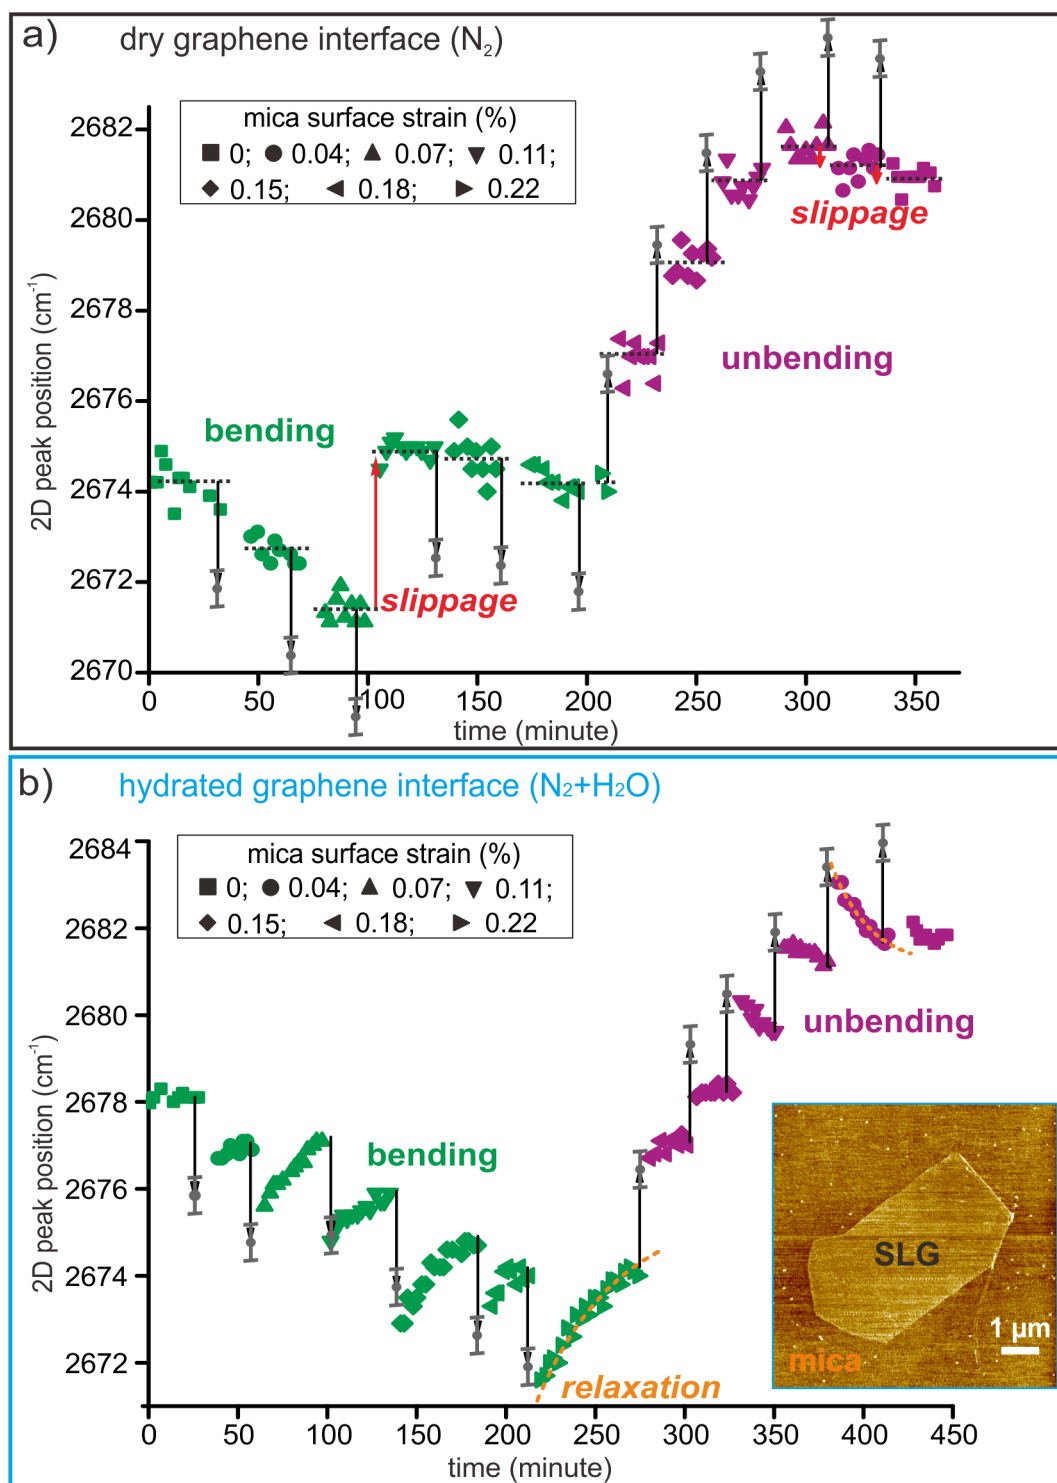 a) dry graphene interface (N₂)
mica surface strain (%)
■ 0; ● 0.04; ▲ 0.07; ▼ 0.11;
◆ 0.15; ◄ 0.18; ► 0.22
2682
2680
2678
2676
2674
2672
2670
2D peak position (cm⁻¹)
bending
slippage
unbending
slippage
0 50 100 150 200 250 300 350
time (minute)
b) hydrated graphene interface (N₂+H₂O)
mica surface strain (%)
■ 0; ● 0.04; ▲ 0.07; ▼ 0.11;
◆ 0.15; ◄ 0.18; ► 0.22
2684
2682
2680
2678
2676
2674
2672
2D peak position (cm⁻¹)
bending
unbending
relaxation
SLG
1 µm
mica
0 50 100 150 200 250 300 350 400 450
time (minute)